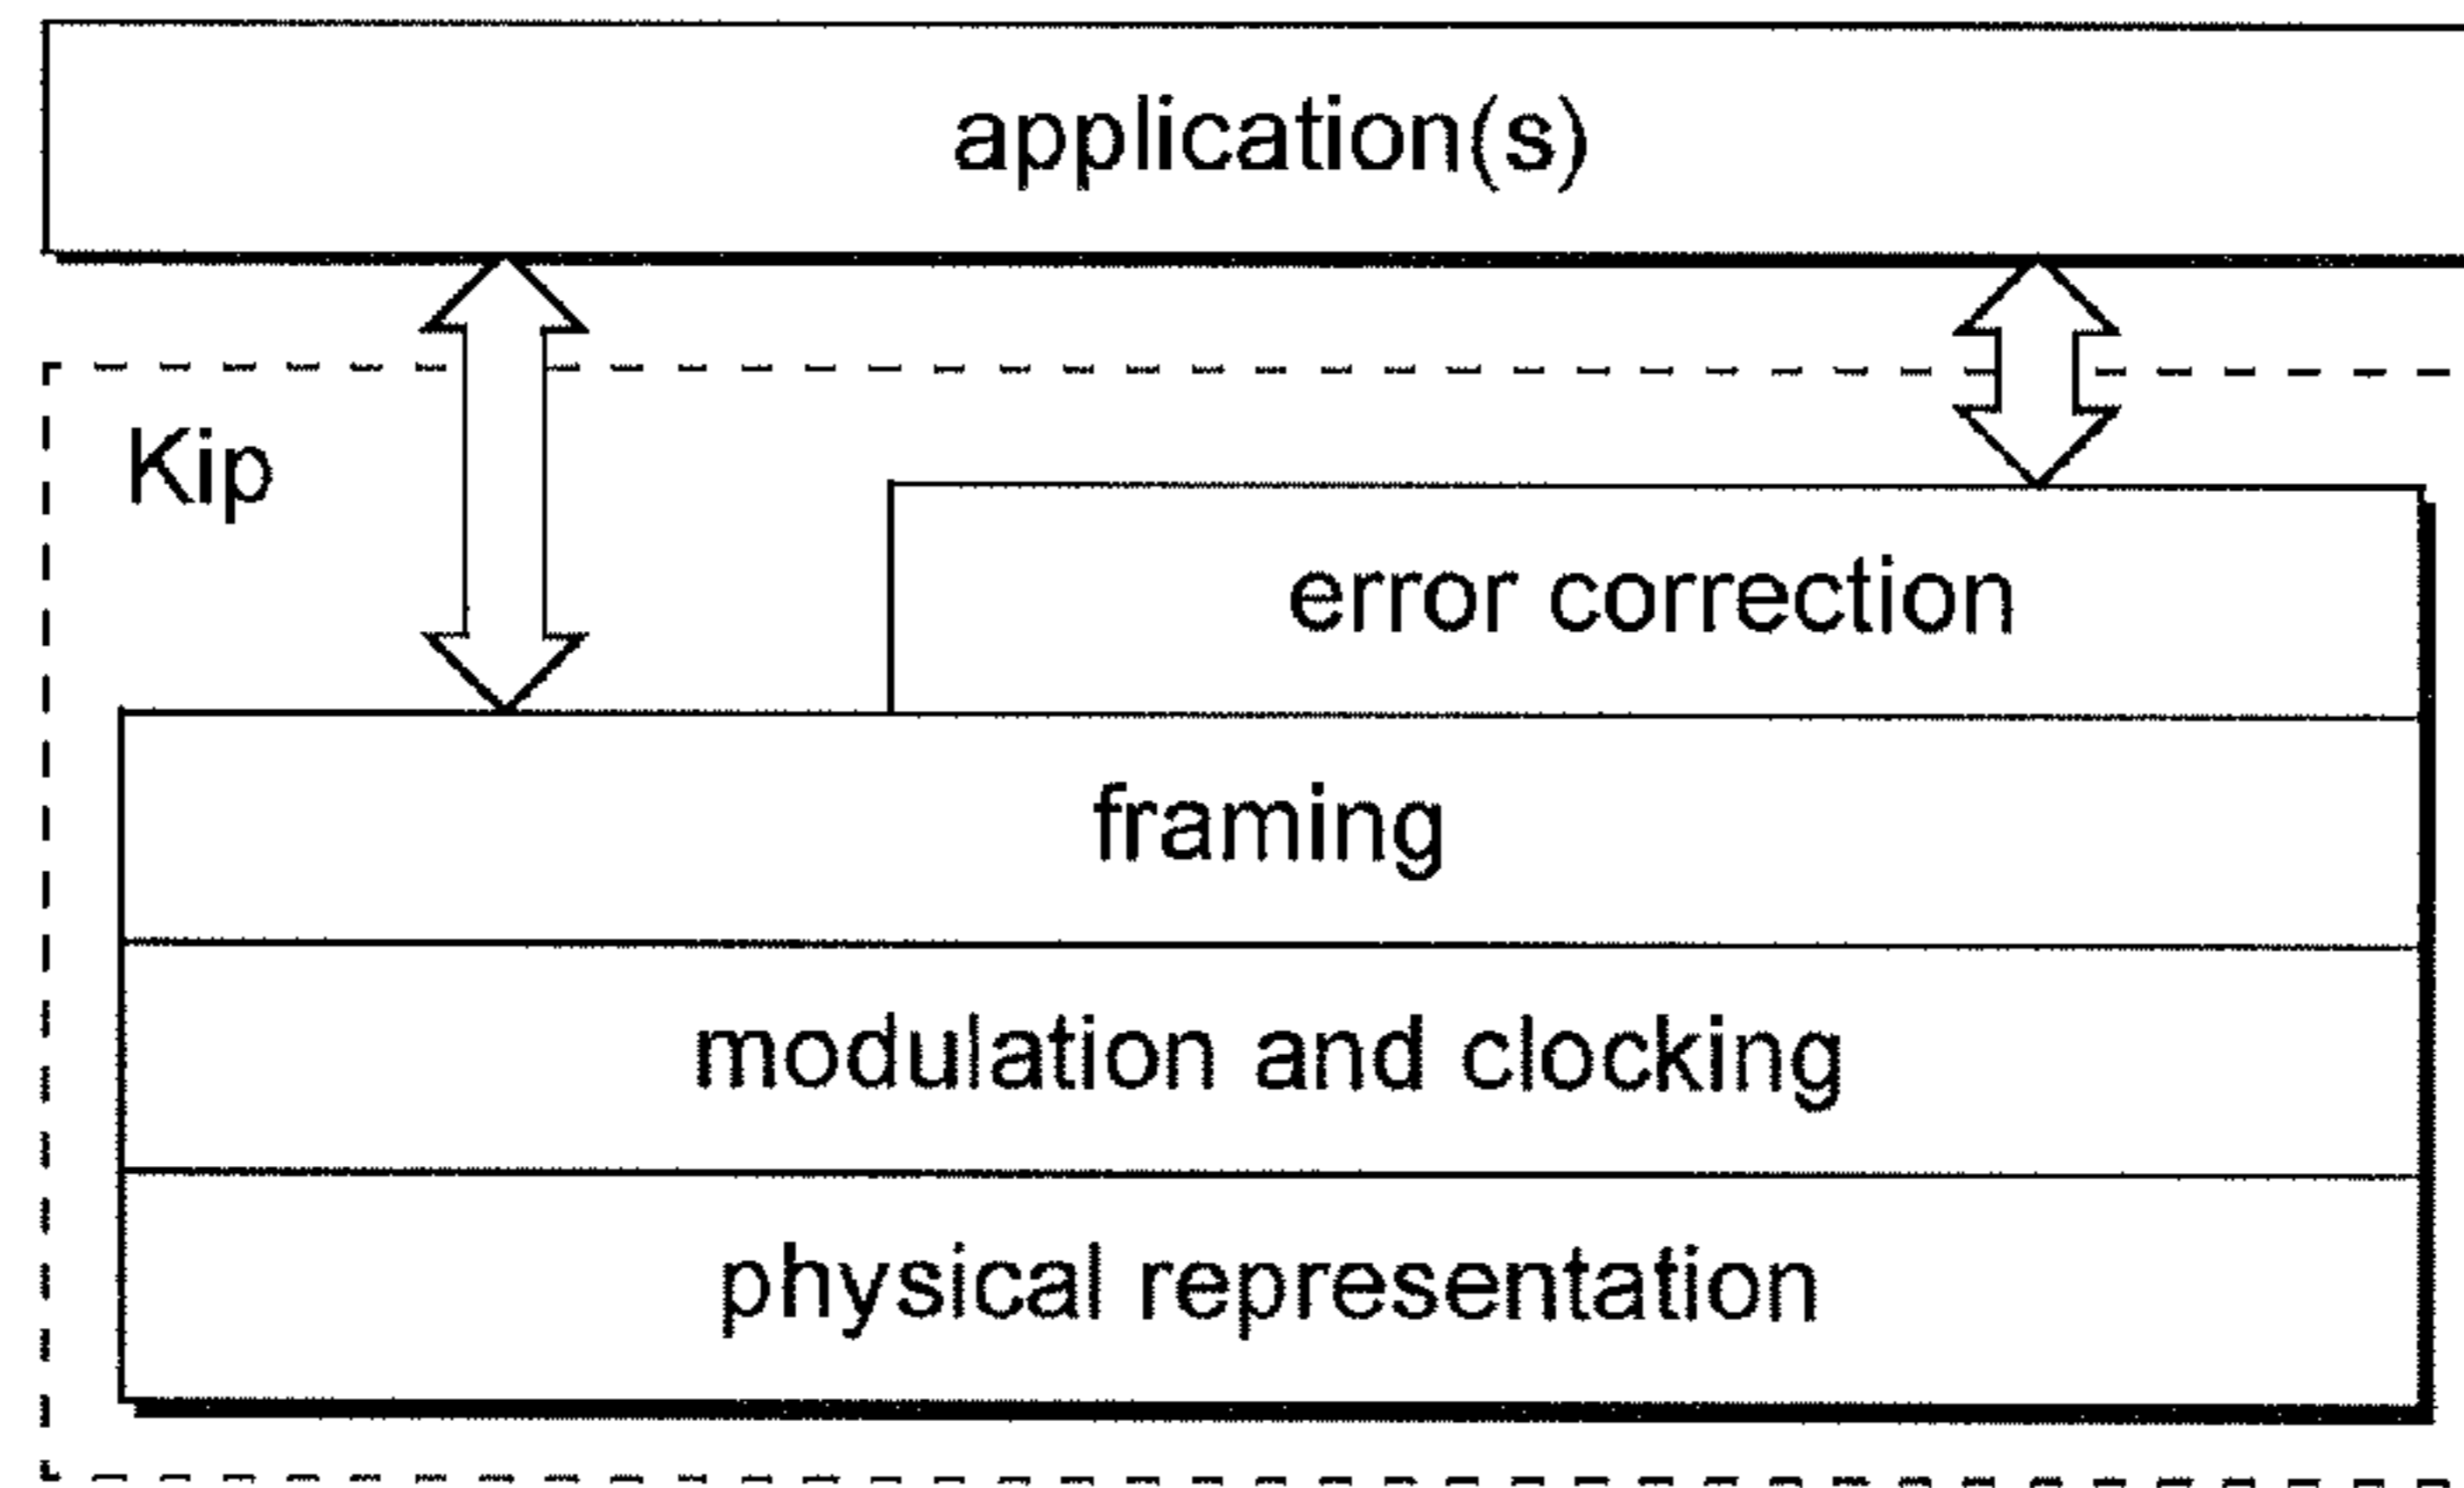 application(s)
Kip
error correction
framing
modulation and clocking
physical representation